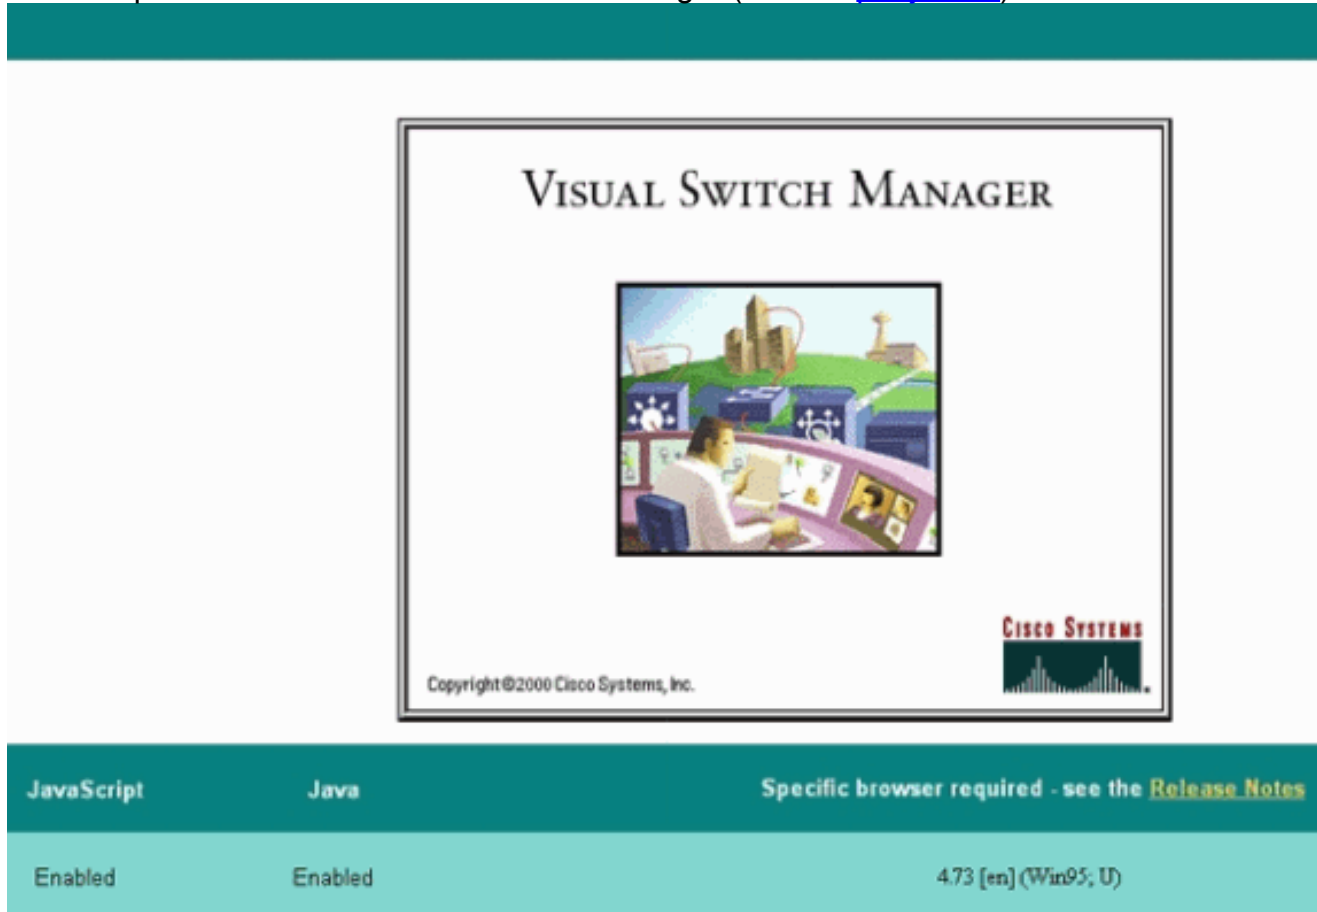 VISUAL SWITCH MANAGER
CISCO SYSTEMS
Copyright©2000 Cisco Systems, Inc.
JavaScript Java Specific browser required - see the Release Notes
Enabled Enabled 4.73 [en] (Win95; U)